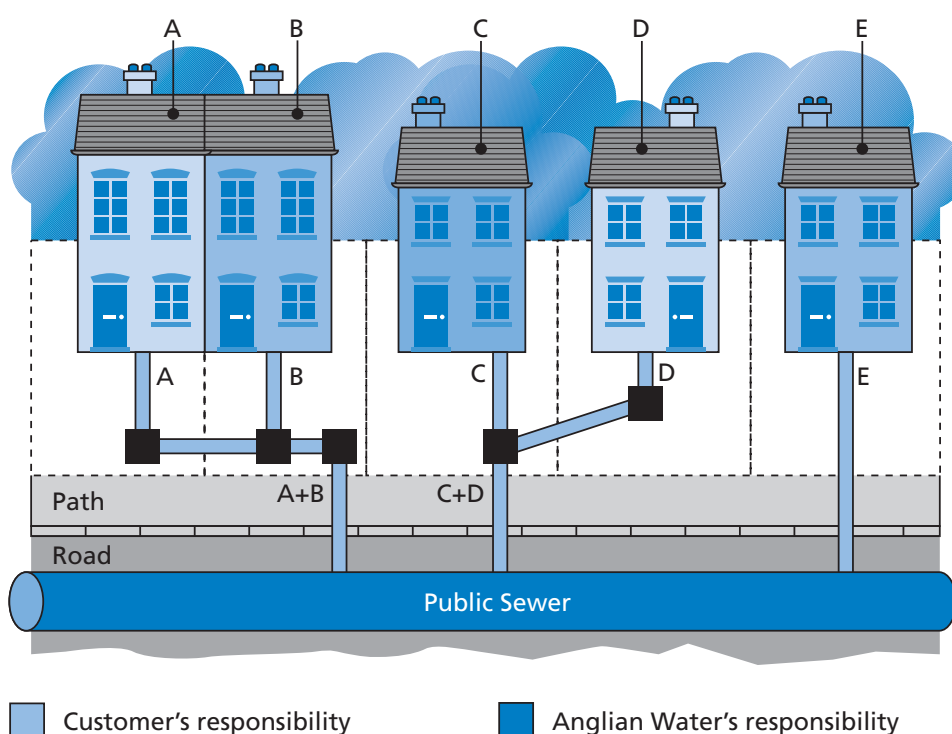 A B C D E
A B C D E
A+B C+D
Path
Road
Public Sewer
Customer's responsibility Anglian Water's responsibility